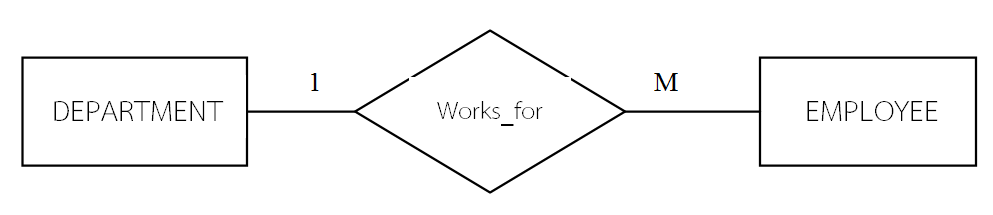 DEPARTMENT
1
Works_for
M
EMPLOYEE